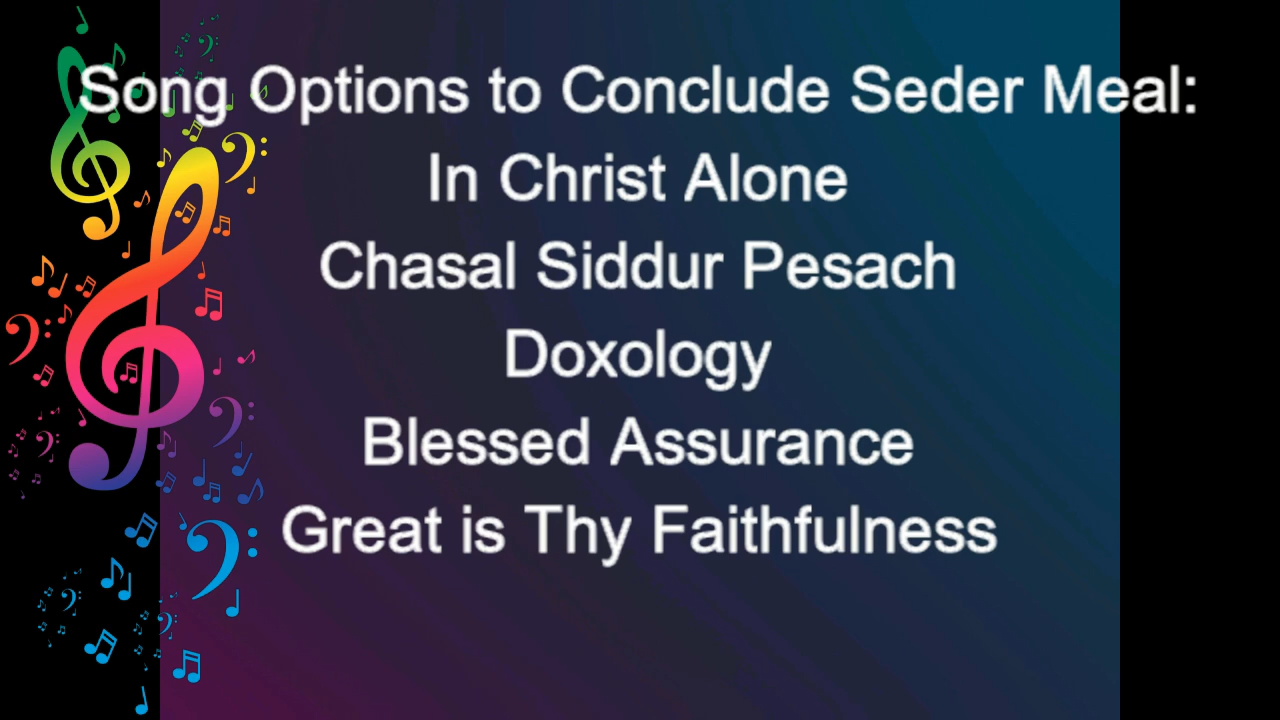 Song Options to Conclude Seder Meal:
In Christ Alone
Chasal Siddur Pesach
Doxology
Blessed Assurance
Great is Thy Faithfulness